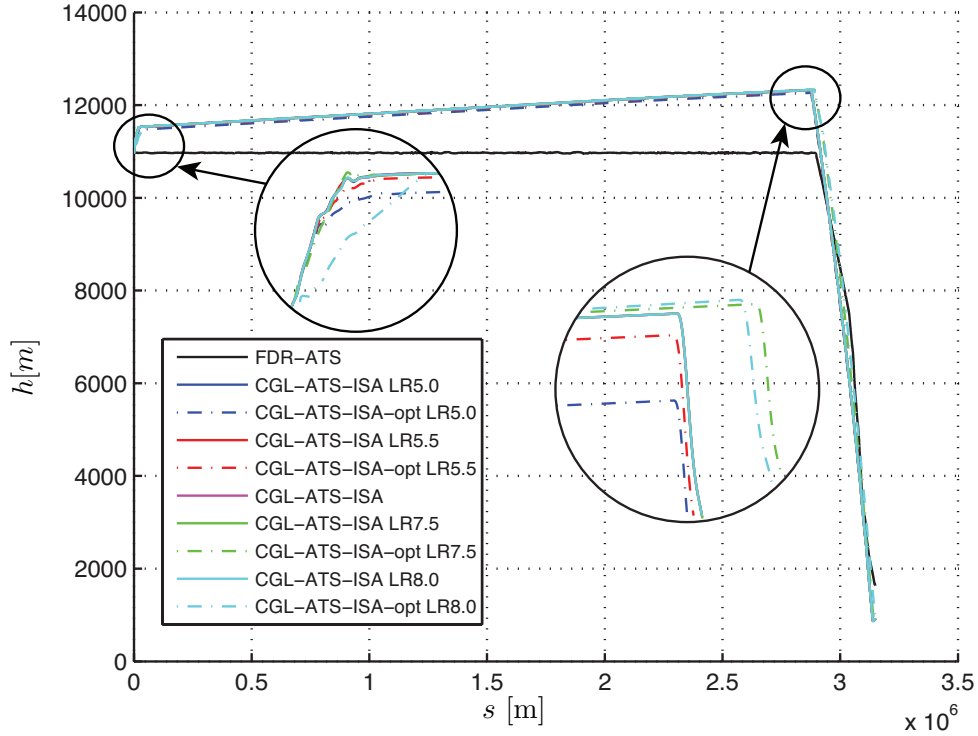 14000
12000
10000
8000
6000
4000
2000
0
h[m]
FDR−ATS
CGL−ATS−ISA LR5.0
CGL−ATS−ISA−opt LR5.0
CGL−ATS−ISA LR5.5
CGL−ATS−ISA−opt LR5.5
CGL−ATS−ISA
CGL−ATS−ISA LR7.5
CGL−ATS−ISA−opt LR7.5
CGL−ATS−ISA LR8.0
CGL−ATS−ISA−opt LR8.0
0 0.5 1 1.5 2 2.5 3 3.5
s [m]
x 10^6